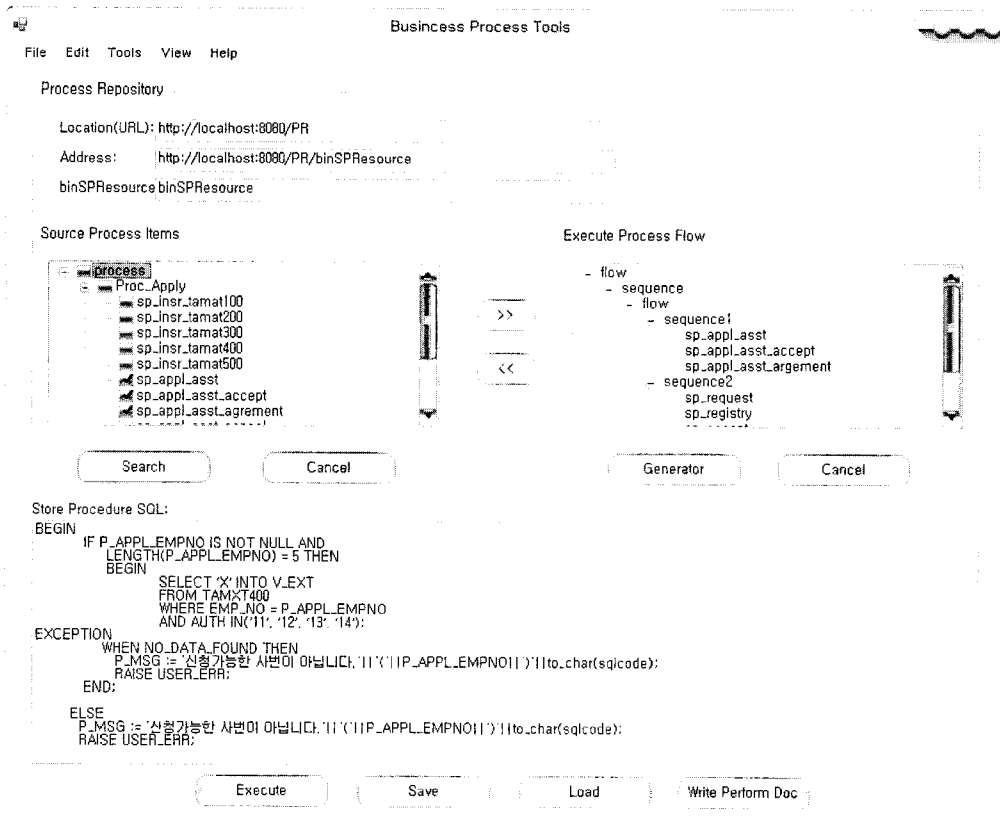 Busincess Process Tools
File Edit Tools View Help
Process Repository
Location(URL): http://localhost:8080/PR
Address: http://localhost:8080/PR/binSPResource
binSPResource binSPResource
Source Process Items
process
Proc_Apply
sp_insr_tamat100
sp_insr_tamat200
sp_insr_tamat300
sp_insr_tamat400
sp_insr_tamat500
sp_appl_asst
sp_appl_asst_accept
sp_appl_asst_agrement
>>
<<
Execute Process Flow
- flow
- sequence
- flow
- sequence1
sp_appl_asst
sp_appl_asst_accept
sp_appl_asst_argement
- sequence2
sp_request
sp_registry
Search Cancel Generator Cancel
Store Procedure SQL:
BEGIN
IF P_APPL_EMPNO IS NOT NULL AND
LENGTH(P_APPL_EMPNO) = 5 THEN
BEGIN
SELECT 'X' INTO V_EXT
FROM TAMXT400
WHERE EMP_NO = P_APPL_EMPNO
AND AUTH IN('11', '12', '13', '14');
EXCEPTION
WHEN NO_DATA_FOUND THEN
P_MSG := '신청가능한 사번이 아닙니다.'||'('||P_APPL_EMPNO||')'||to_char(sqlcode);
RAISE USER_ERR;
END;
ELSE
P_MSG := '신청가능한 사번이 아닙니다.'||'('||P_APPL_EMPNO||')'||to_char(sqlcode);
RAISE USER_ERR;
Execute Save Load Write Perform Doc